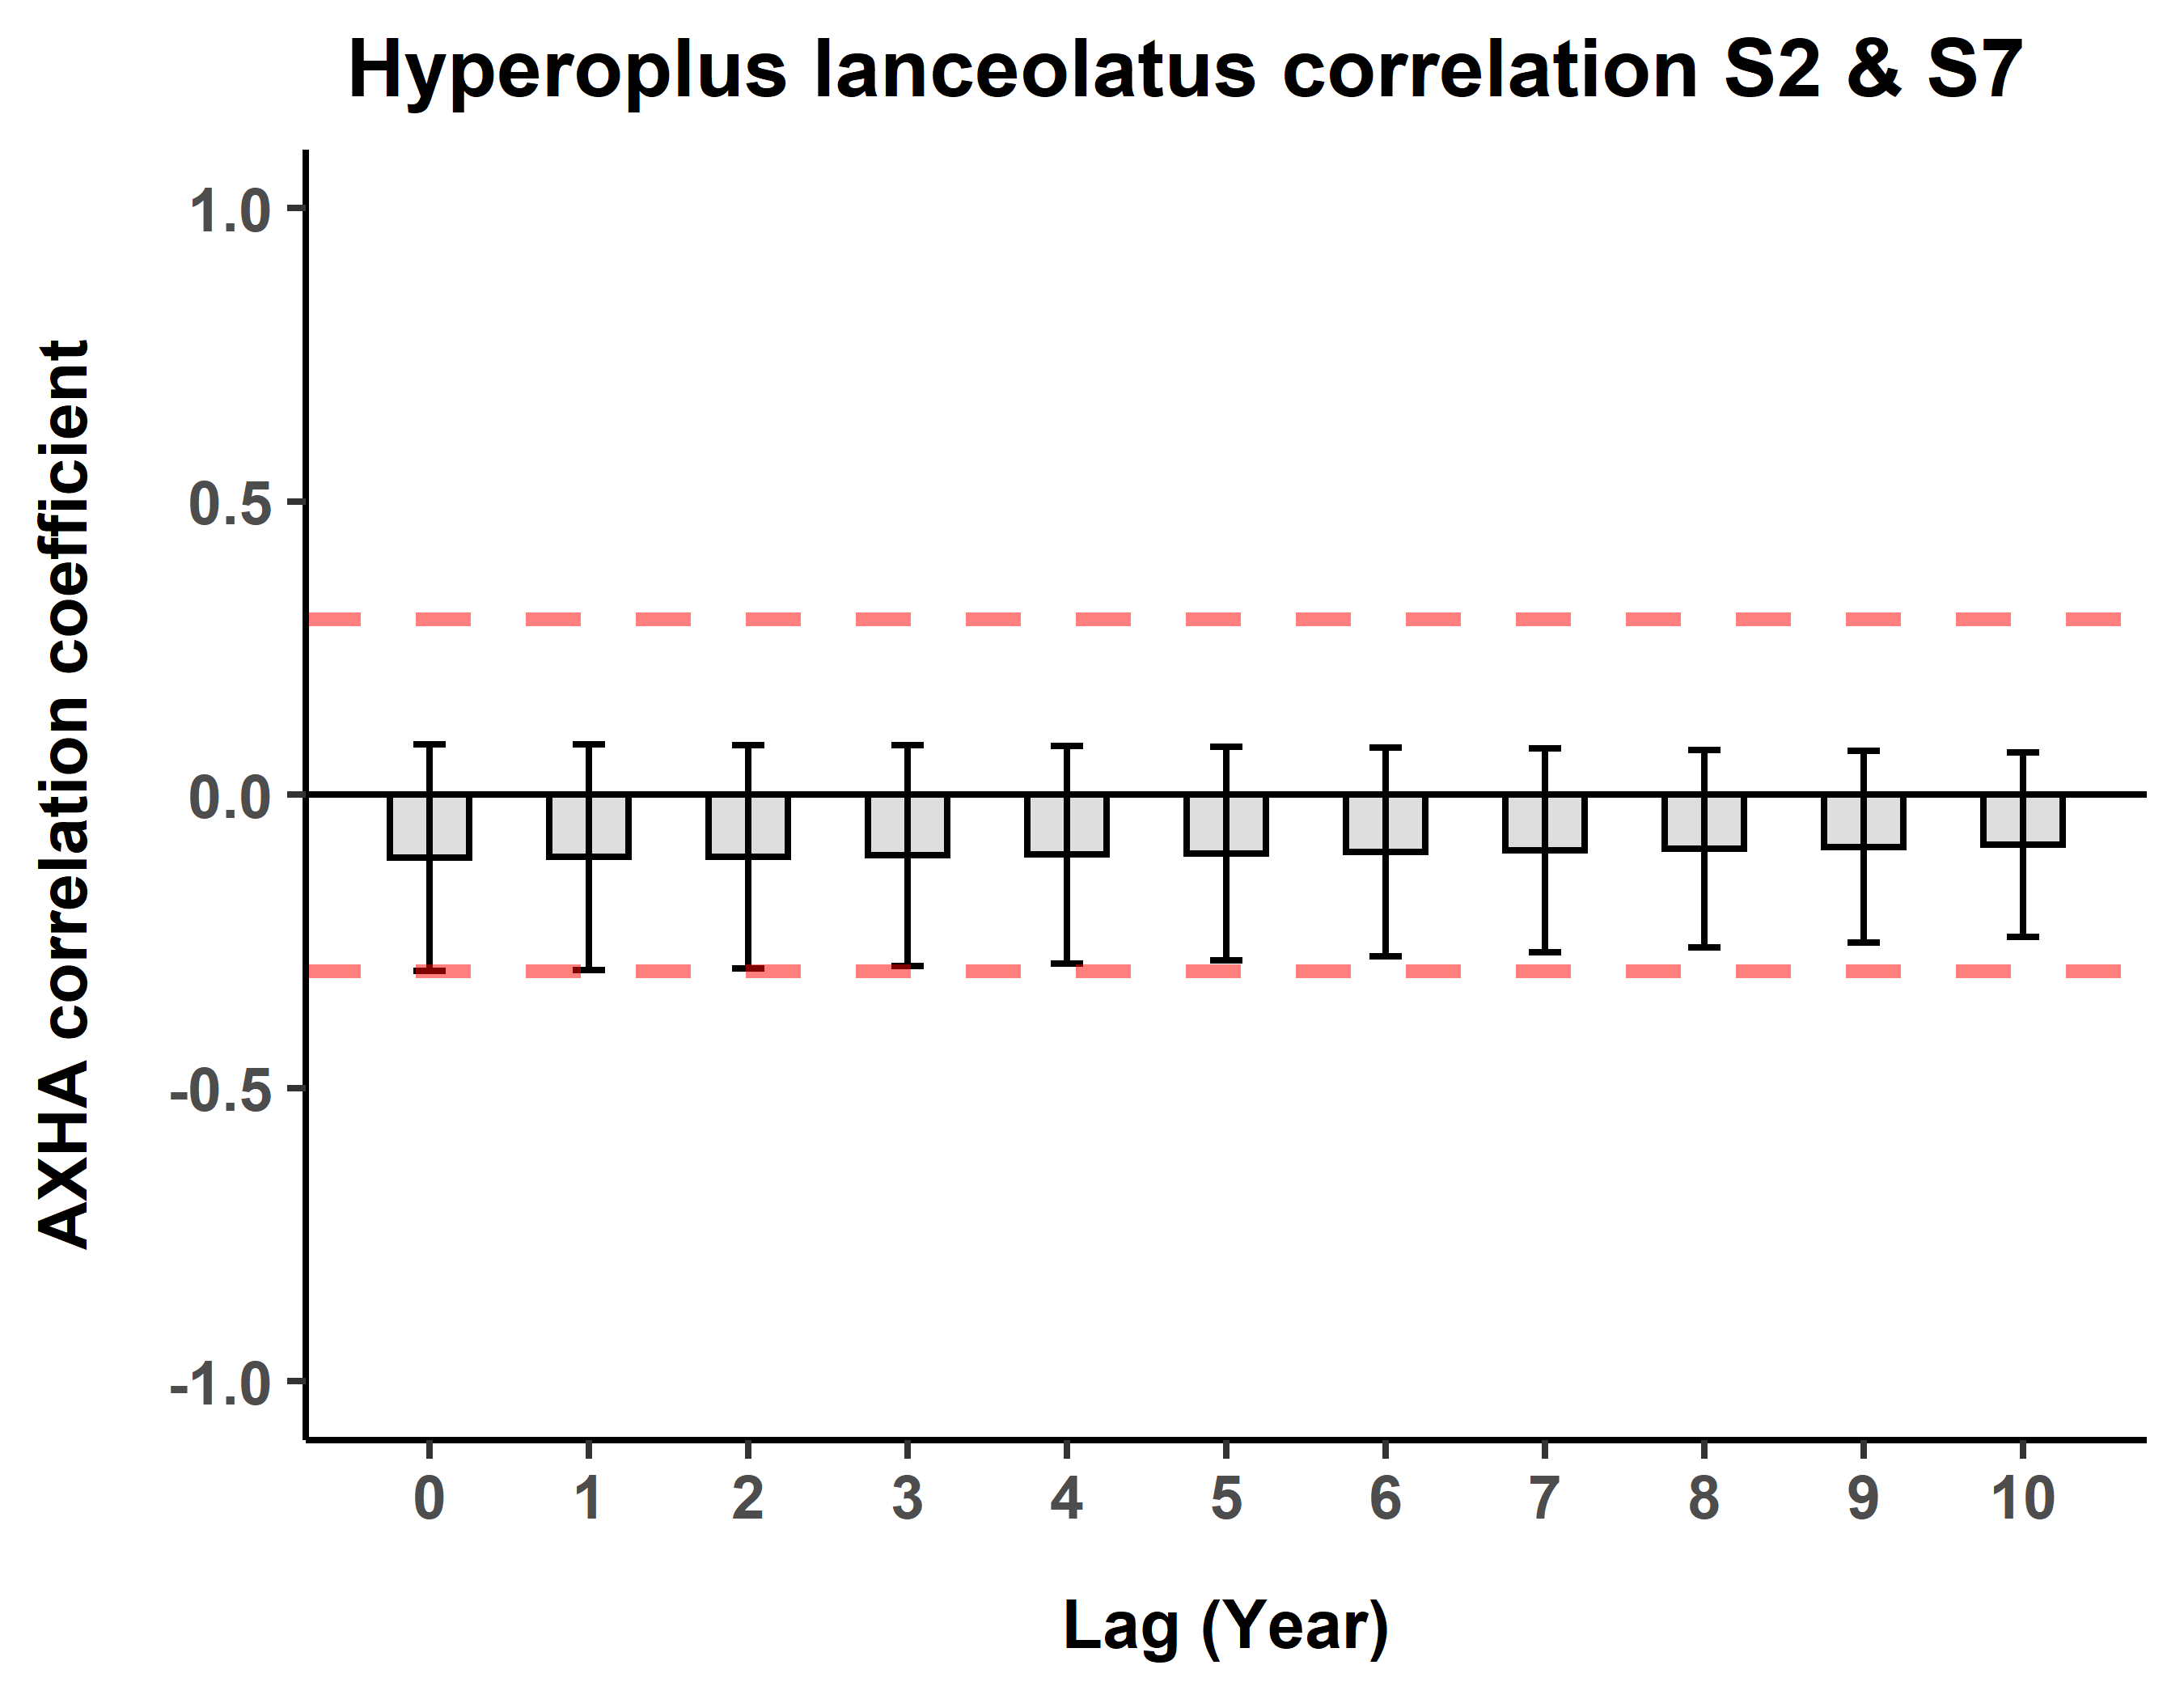 Hyperoplus lanceolatus correlation S2 & S7
AXHA correlation coefficient
1.0
0.5
0.0
-0.5
-1.0
0 1 2 3 4 5 6 7 8 9 10
Lag (Year)